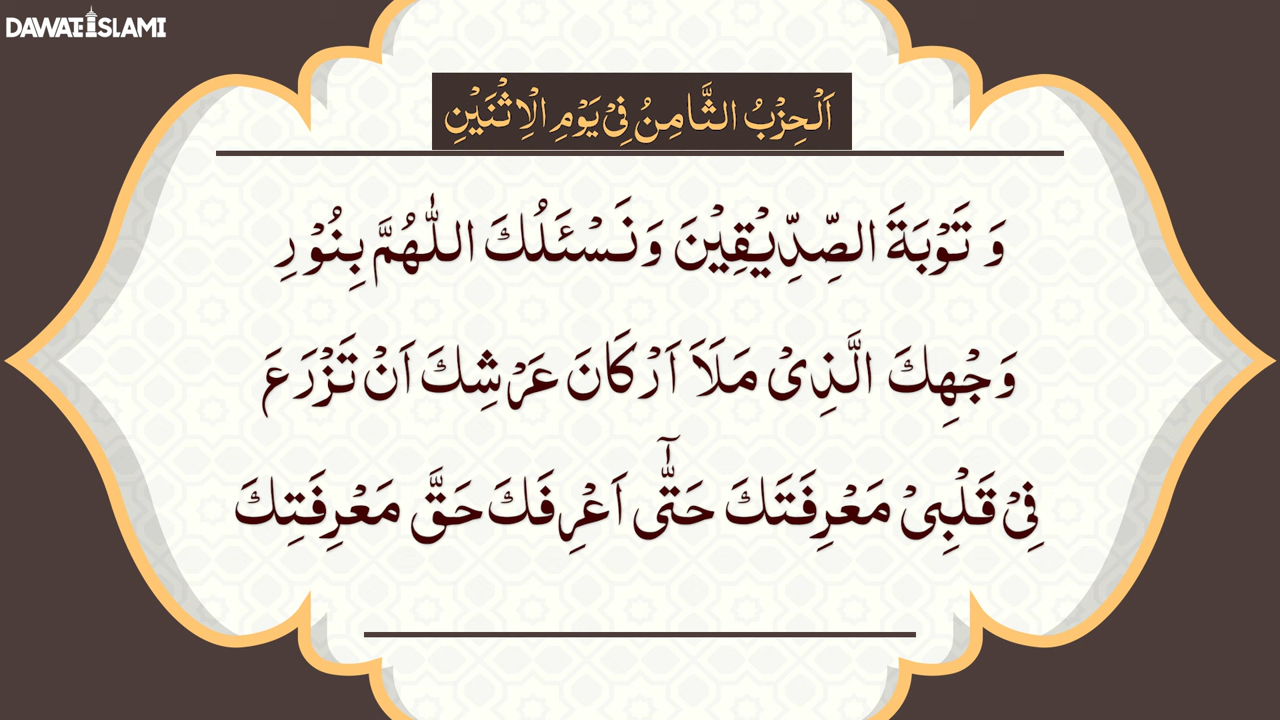 DAWATEISLAMI
اَلْحِزْبُ الثَّامِنُ فِیْ یَوْمِ الْاِثْنَیْنِ
وَ تَوْبَةَ الصِّدِّیْقِیْنَ وَ نَسْئَلُكَ اللّٰهُمَّ بِنُوْرِ
وَجْهِكَ الَّذِیْ مَلَاَ اَرْكَانَ عَرْشِكَ اَنْ تَزْرَعَ
فِیْ قَلْبِیْ مَعْرِفَتَكَ حَتّٰۤی اَعْرِفَكَ حَقَّ مَعْرِفَتِكَ